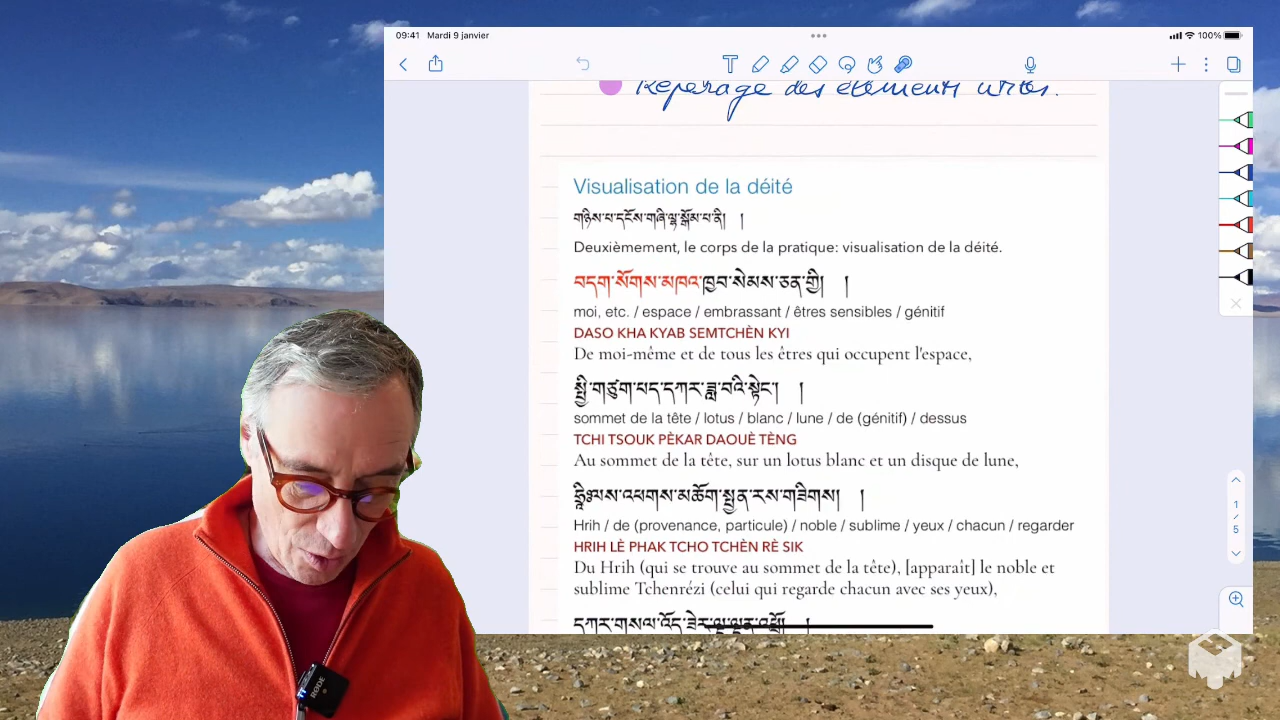 09:41 Mardi 9 janvier
100%
Repérage des éléments
Visualisation de la déité
གཉིས་པ་དངོས་གཞི་ལྷ་སྒོམ་པ་ནི། །
Deuxièmement, le corps de la pratique: visualisation de la déité.
བདག་སོགས་མཁའ་ཁྱབ་སེམས་ཅན་གྱི། །
moi, etc. / espace / embrassant / êtres sensibles / génitif
DASO KHA KYAB SEMTCHÈN KYI
De moi-même et de tous les êtres qui occupent l'espace,
སྤྱི་གཙུག་པད་དཀར་ཟླ་བའི་སྟེང་། །
sommet de la tête / lotus / blanc / lune / de (génitif) / dessus
TCHI TSOUK PÈKAR DAOUÈ TÈNG
Au sommet de la tête, sur un lotus blanc et un disque de lune,
ཧྲཱིཿལས་འཕགས་མཆོག་སྤྱན་རས་གཟིགས། །
Hrih / de (provenance, particule) / noble / sublime / yeux / chacun / regarder
HRIH LÈ PHAK TCHO TCHÈN RÈ SIK
Du Hrih (qui se trouve au sommet de la tête), [apparaît] le noble et
sublime Tchenrézi (celui qui regarde chacun avec ses yeux),
དཀར་གསལ་འོད་ཟེར་ལྔ་ལྡན་འཕྲོ། །
1
/
5
RØDE